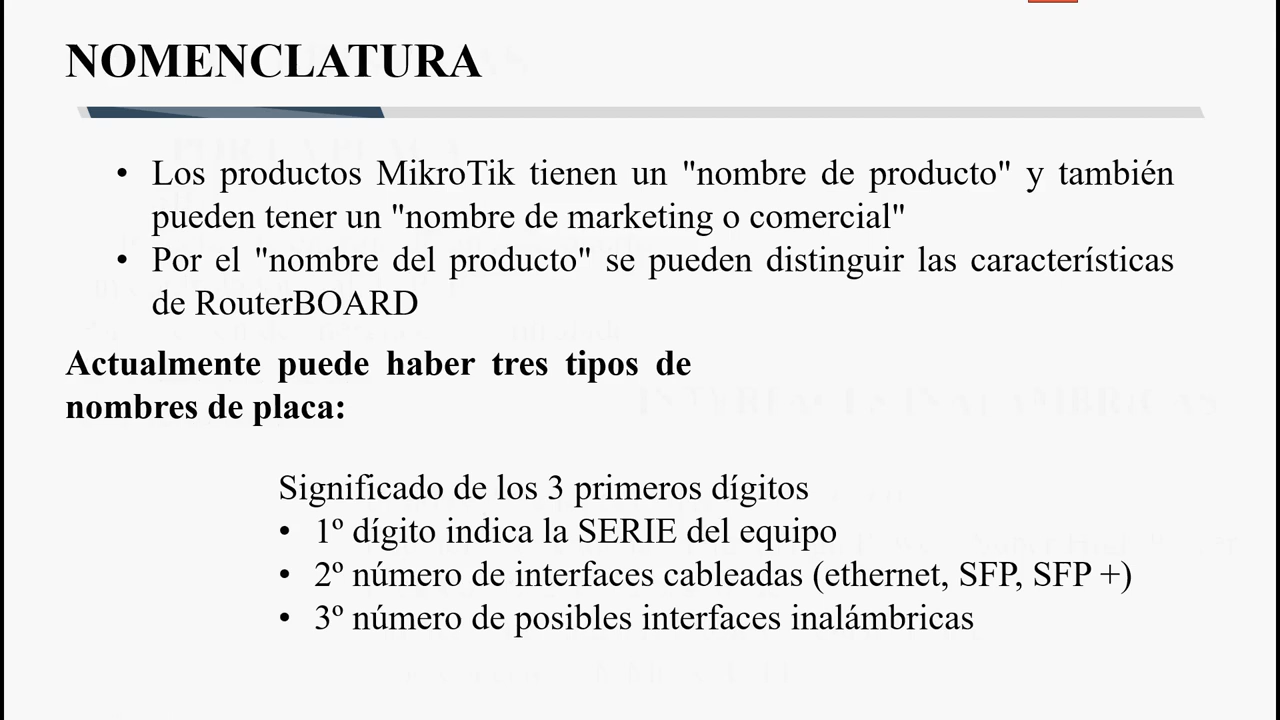 NOMENCLATURA
• Los productos MikroTik tienen un "nombre de producto" y también
pueden tener un "nombre de marketing o comercial"
• Por el "nombre del producto" se pueden distinguir las características
de RouterBOARD
Actualmente puede haber tres tipos de
nombres de placa:
Significado de los 3 primeros dígitos
• 1º dígito indica la SERIE del equipo
• 2º número de interfaces cableadas (ethernet, SFP, SFP +)
• 3º número de posibles interfaces inalámbricas